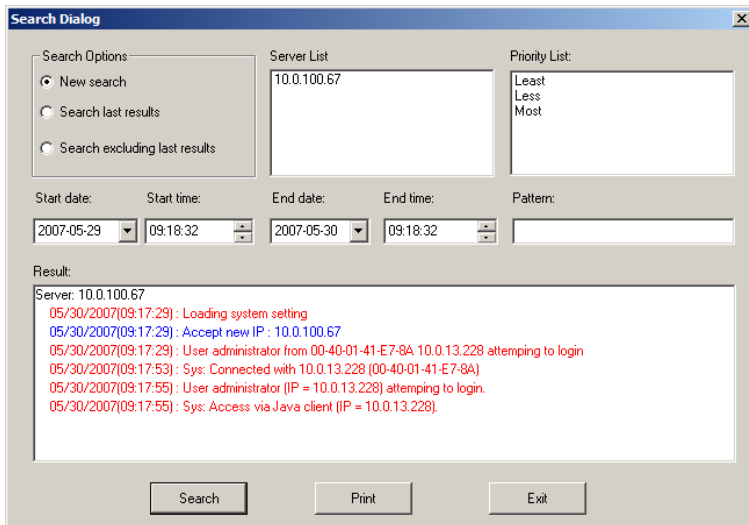 Search Dialog
Search Options
New search
Search last results
Search excluding last results
Server List
10.0.100.67
Priority List:
Least
Less
Most
Start date:
2007-05-29
Start time:
09:18:32
End date:
2007-05-30
End time:
09:18:32
Pattern:
Result:
Server: 10.0.100.67
05/30/2007(09:17:29) : Loading system setting
05/30/2007(09:17:29) : Accept new IP : 10.0.100.67
05/30/2007(09:17:29) : User administrator from 00-40-01-41-E7-8A 10.0.13.228 attemping to login
05/30/2007(09:17:53) : Sys: Connected with 10.0.13.228 (00-40-01-41-E7-8A)
05/30/2007(09:17:55) : User administrator (IP = 10.0.13.228) attemping to login.
05/30/2007(09:17:55) : Sys: Access via Java client (IP = 10.0.13.228).
Search
Print
Exit